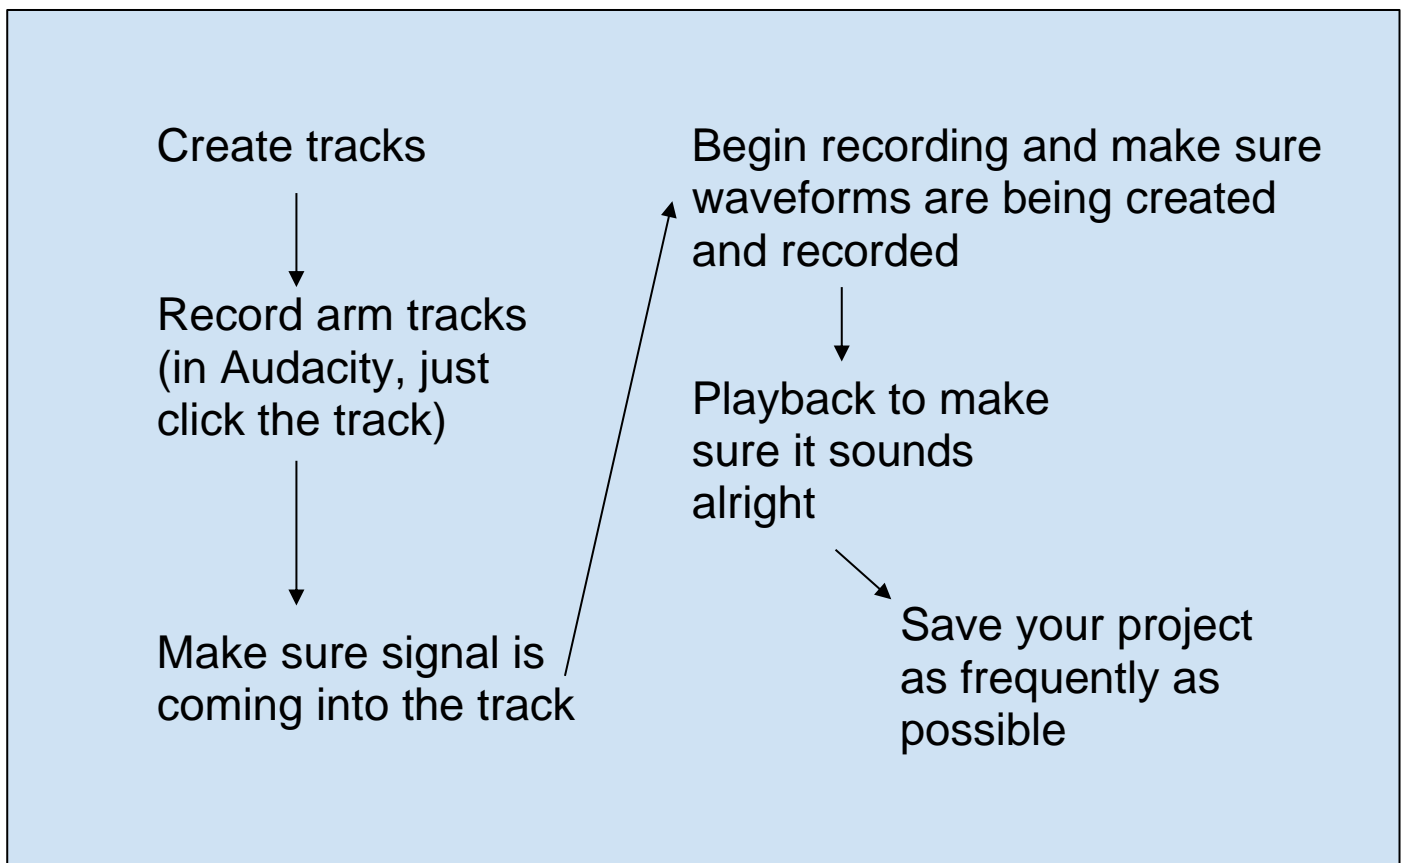 Create tracks
Record arm tracks
(in Audacity, just
click the track)
Make sure signal is
coming into the track
Begin recording and make sure
waveforms are being created
and recorded
Playback to make
sure it sounds
alright
Save your project
as frequently as
possible